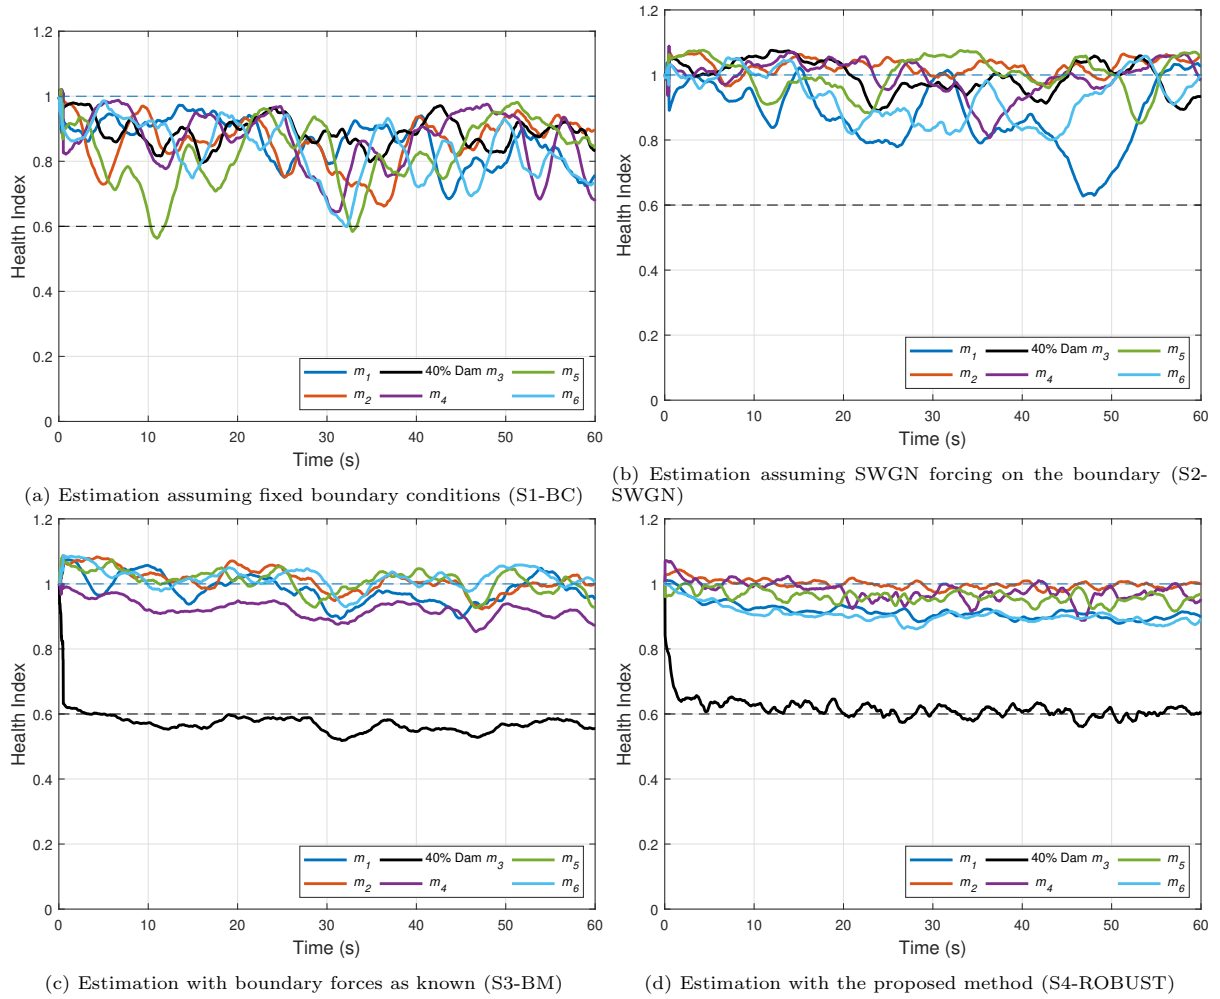 1.2
1
0.8
0.6
0.4
0.2
0
Health Index
0 10 20 30 40 50 60
Time (s)
m1 40% Dam m3 m5
m2 m4 m6
(a) Estimation assuming fixed boundary conditions (S1-BC)
1.2
1
0.8
0.6
0.4
0.2
0
Health Index
0 10 20 30 40 50 60
Time (s)
m1 40% Dam m3 m5
m2 m4 m6
(b) Estimation assuming SWGN forcing on the boundary (S2-
SWGN)
1.2
1
0.8
0.6
0.4
0.2
0
Health Index
0 10 20 30 40 50 60
Time (s)
m1 40% Dam m3 m5
m2 m4 m6
(c) Estimation with boundary forces as known (S3-BM)
1.2
1
0.8
0.6
0.4
0.2
0
Health Index
0 10 20 30 40 50 60
Time (s)
m1 40% Dam m3 m5
m2 m4 m6
(d) Estimation with the proposed method (S4-ROBUST)